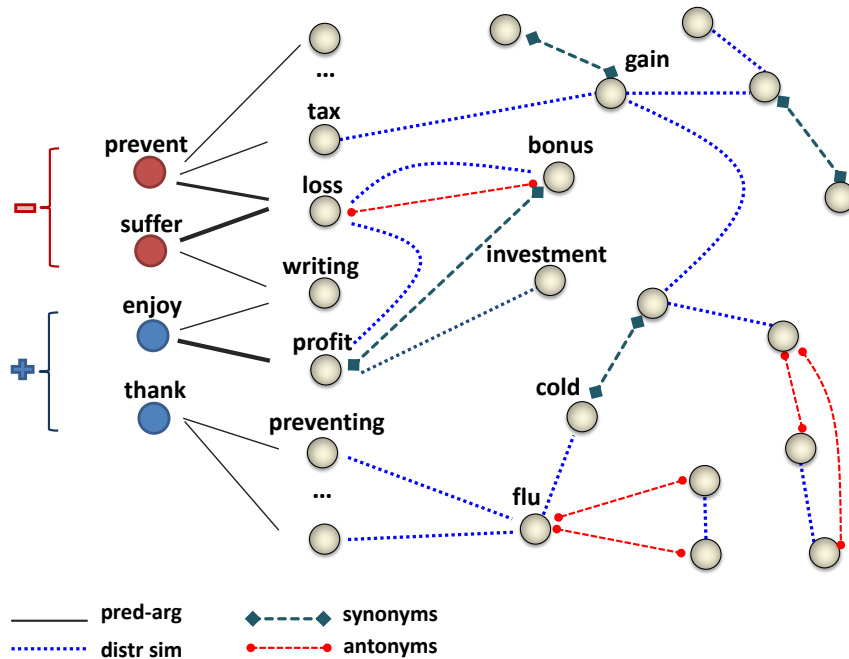 ...
gain
tax
bonus
prevent
loss
suffer
writing
investment
enjoy
profit
thank
cold
preventing
...
flu
pred-arg
synonyms
distr sim
antonyms